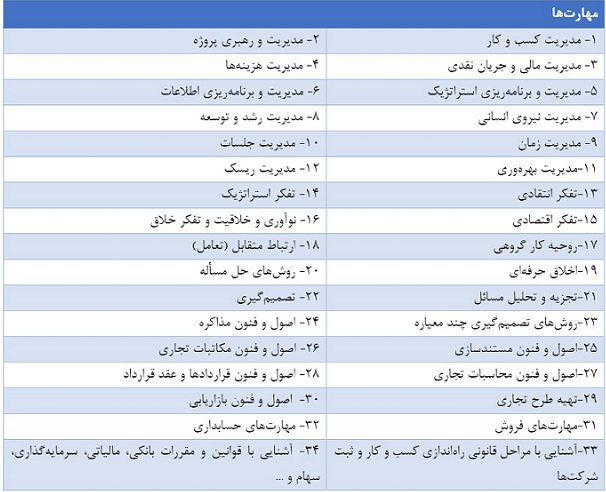 مهارت‌ها
۱- مدیریت کسب و کار
۲- مدیریت و رهبری پروژه
۳- مدیریت مالی و جریان نقدی
۴- مدیریت هزینه‌ها
۵- مدیریت و برنامه‌ریزی استراتژیک
۶- مدیریت و برنامه‌ریزی اطلاعات
۷- مدیریت نیروی انسانی
۸- مدیریت رشد و توسعه
۹- مدیریت زمان
۱۰- مدیریت جلسات
۱۱-مدیریت بهره‌وری
۱۲- مدیریت ریسک
۱۳-تفکر انتقادی
۱۴- تفکر استراتژیک
۱۵-تفکر اقتصادی
۱۶- نوآوری و خلاقیت و تفکر خلاق
۱۷-روحیه کار گروهی
۱۸- ارتباط متقابل (تعامل)
۱۹-اخلاق حرفه‌ای
۲۰- روش‌های حل مسأله
۲۱-تجزیه و تحلیل مسائل
۲۲- تصمیم‌گیری
۲۳-روش‌های تصمیم‌گیری چند معیاره
۲۴- اصول و فنون مذاکره
۲۵-اصول و فنون مستندسازی
۲۶- اصول و فنون مکاتبات تجاری
۲۷-اصول و فنون محاسبات تجاری
۲۸- اصول و فنون قراردادها و عقد قرارداد
۲۹-تهیه طرح تجاری
۳۰-  اصول و فنون بازاریابی
۳۱-مهارت‌های فروش
۳۲- مهارت‌های حسابداری
۳۳-آشنایی با مراحل قانونی راه‌اندازی کسب و کار و ثبت
شرکت‌ها
۳۴- آشنایی با قوانین و مقررات بانکی، مالیاتی، سرمایه‌گذاری،
سهام و ...